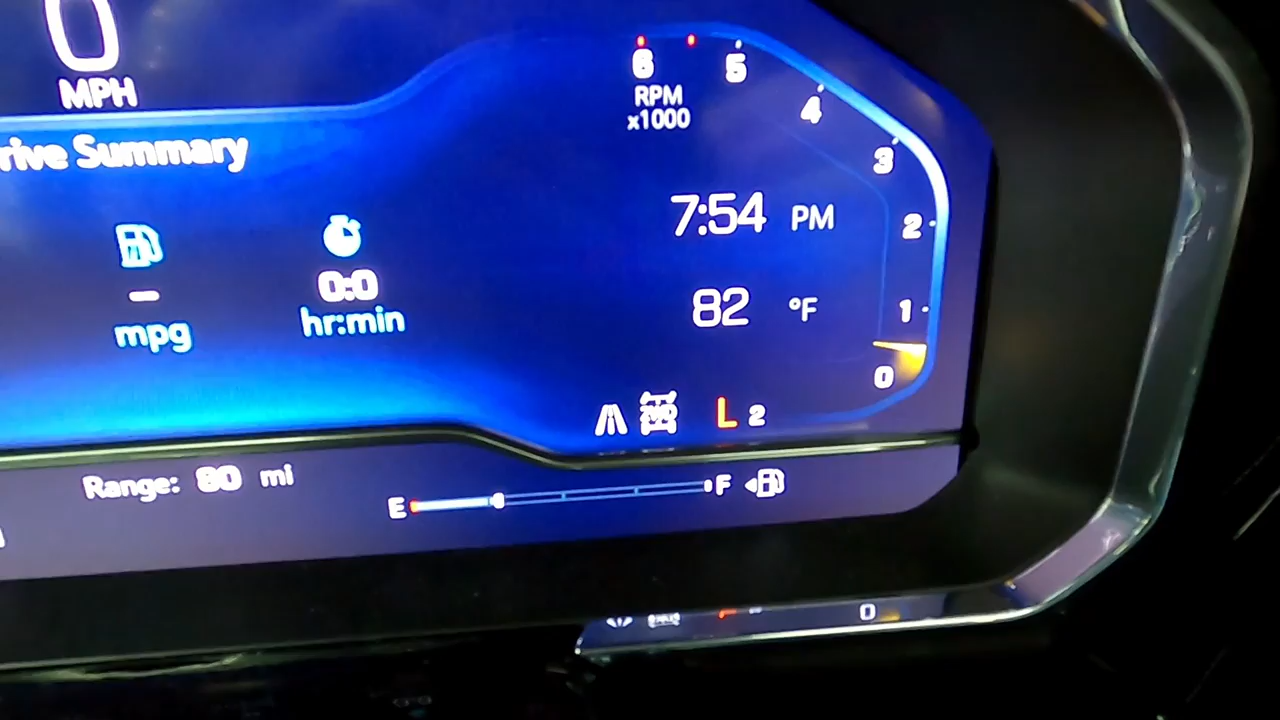 0
MPH
rive Summary
6
5
RPM
x1000
4
3
7:54 PM
2
--
mpg
0:0
hr:min
82 °F
1
0
L 2
Range: 80 mi
E
F
0